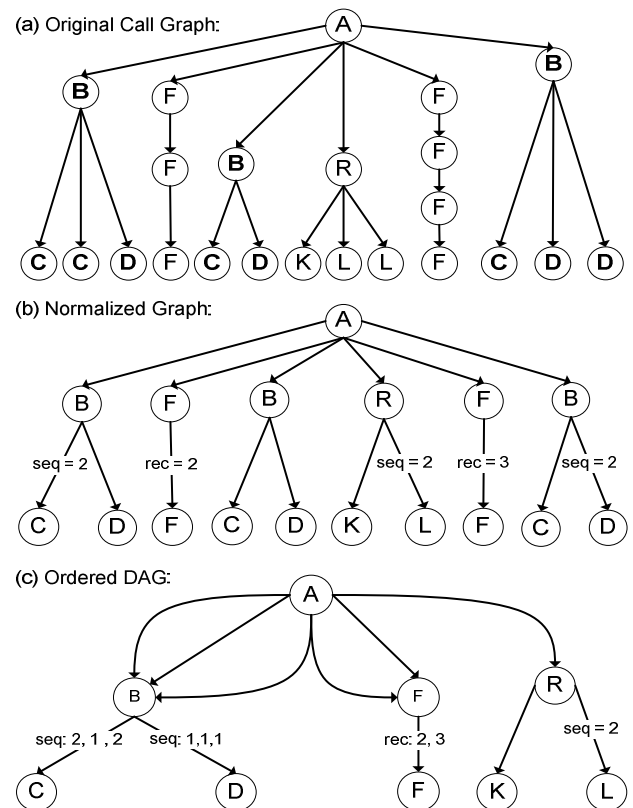 (a) Original Call Graph:
A
B F F B
F B R F
F
C C D F C D K L L F C D D
(b) Normalized Graph:
A
B F B R F B
seq = 2 rec = 2 seq = 2 rec = 3 seq = 2
C D F C D K L F C D
(c) Ordered DAG:
A
B F R
seq: 2, 1 , 2 seq: 1,1,1 rec: 2, 3 seq = 2
C D F K L